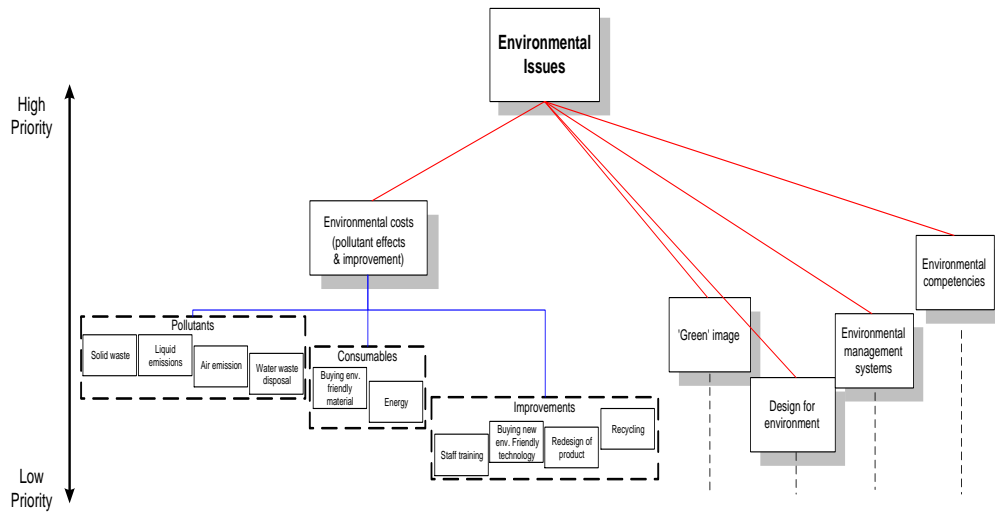 Environmental
Issues
High
Priority
Environmental costs
(pollutant effects
& improvement)
Environmental
competencies
'Green' image
Environmental
management
systems
Design for
environment
Pollutants
Solid waste
Liquid
emissions
Air emission
Water waste
disposal
Consumables
Buying env.
friendly
material
Energy
Improvements
Staff training
Buying new
env. Friendly
technology
Redesign of
product
Recycling
Low
Priority